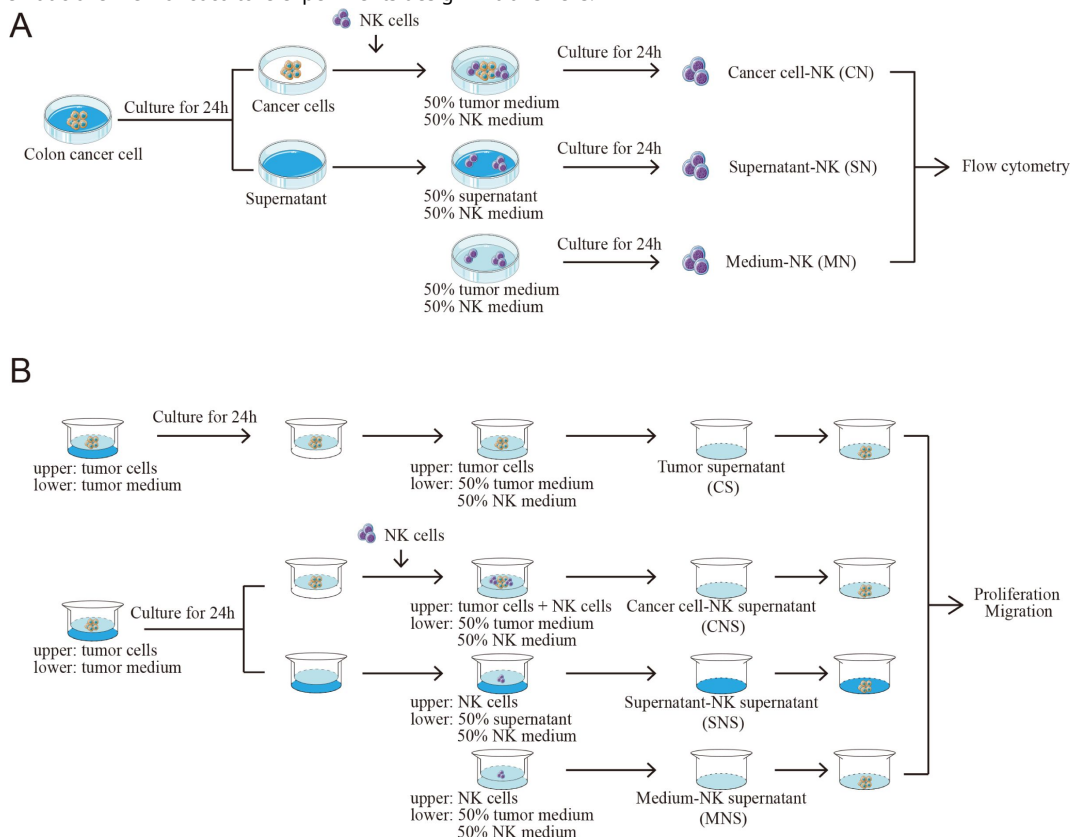 A
NK cells
Culture for 24h
Culture for 24h
Cancer cells
Colon cancer cell
50% tumor medium
50% NK medium
Cancer cell-NK (CN)
Culture for 24h
Supernatant
50% supernatant
50% NK medium
Supernatant-NK (SN)
Flow cytometry
Culture for 24h
50% tumor medium
50% NK medium
Medium-NK (MN)
B
Culture for 24h
upper: tumor cells
lower: tumor medium
upper: tumor cells
lower: 50% tumor medium
50% NK medium
Tumor supernatant
(CS)
NK cells
Culture for 24h
upper: tumor cells
lower: tumor medium
upper: tumor cells + NK cells
lower: 50% tumor medium
50% NK medium
Cancer cell-NK supernatant
(CNS)
Proliferation
Migration
upper: NK cells
lower: 50% supernatant
50% NK medium
Supernatant-NK supernatant
(SNS)
upper: NK cells
lower: 50% tumor medium
50% NK medium
Medium-NK supernatant
(MNS)